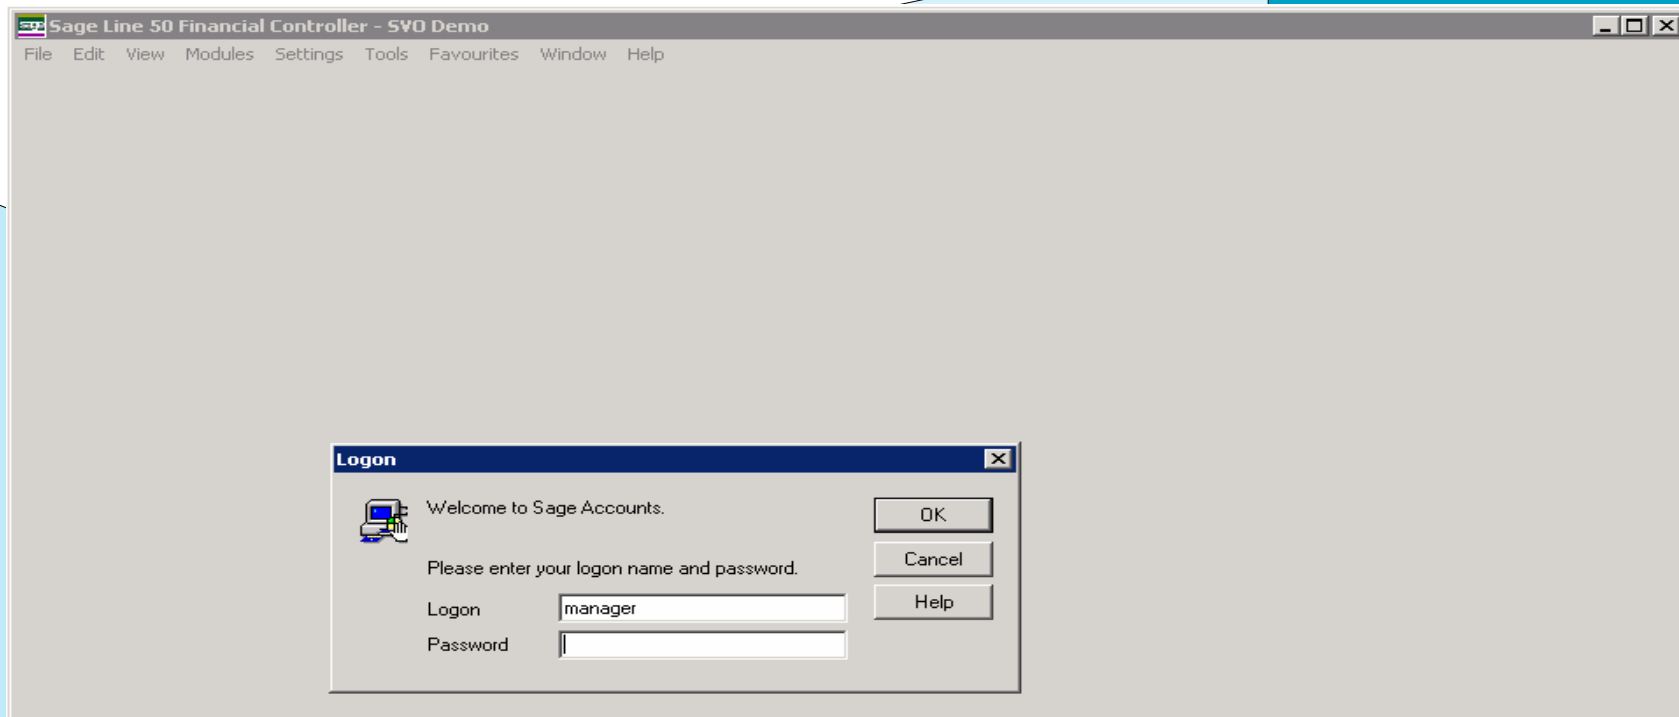 Sage Line 50 Financial Controller - SVO Demo
File Edit View Modules Settings Tools Favourites Window Help
Logon
Welcome to Sage Accounts.
OK
Please enter your logon name and password.
Cancel
Logon manager
Help
Password